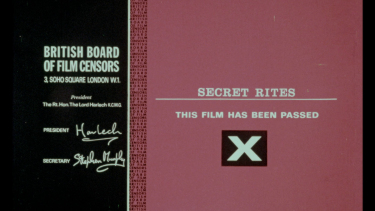 BRITISH BOARD
OF FILM CENSORS
3, SOHO SQUARE LONDON W.1.
President
The Rt. Hon. The Lord Harlech K.C.M.G.
PRESIDENT Harlech
SECRETARY Stephen Murphy
SECRET RITES
THIS FILM HAS BEEN PASSED
X